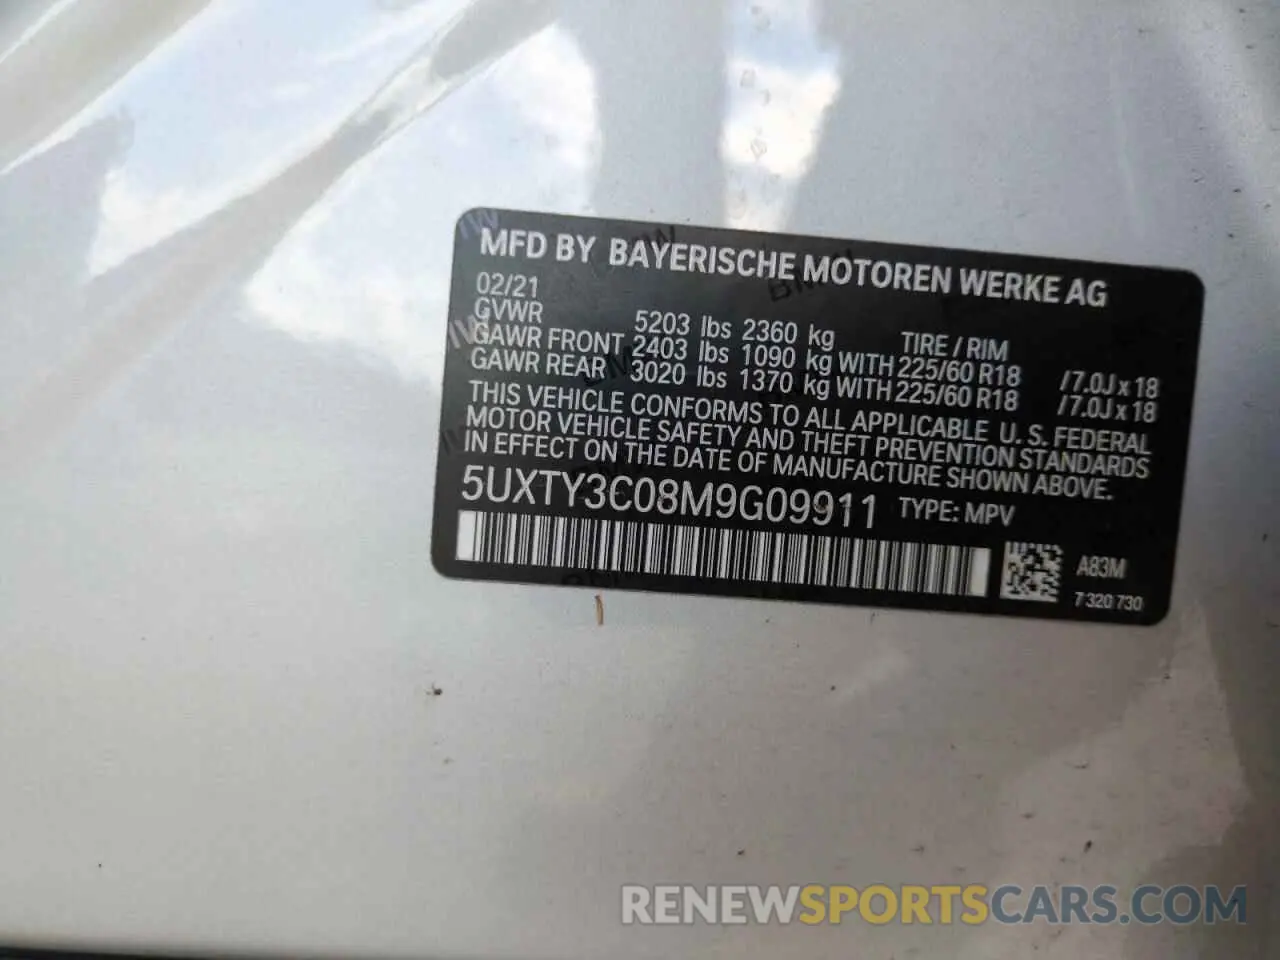 MFD BY BAYERISCHE MOTOREN WERKE AG
02/21
GVWR 5203 lbs 2360 kg TIRE / RIM
GAWR FRONT 2403 lbs 1090 kg WITH 225/60 R18 /7.0J x 18
GAWR REAR 3020 lbs 1370 kg WITH 225/60 R18 /7.0J x 18
THIS VEHICLE CONFORMS TO ALL APPLICABLE U. S. FEDERAL
MOTOR VEHICLE SAFETY AND THEFT PREVENTION STANDARDS
IN EFFECT ON THE DATE OF MANUFACTURE SHOWN ABOVE.
5UXTY3C08M9G09911 TYPE: MPV
A83M
7 320 730
RENEWSPORTSCARS.COM